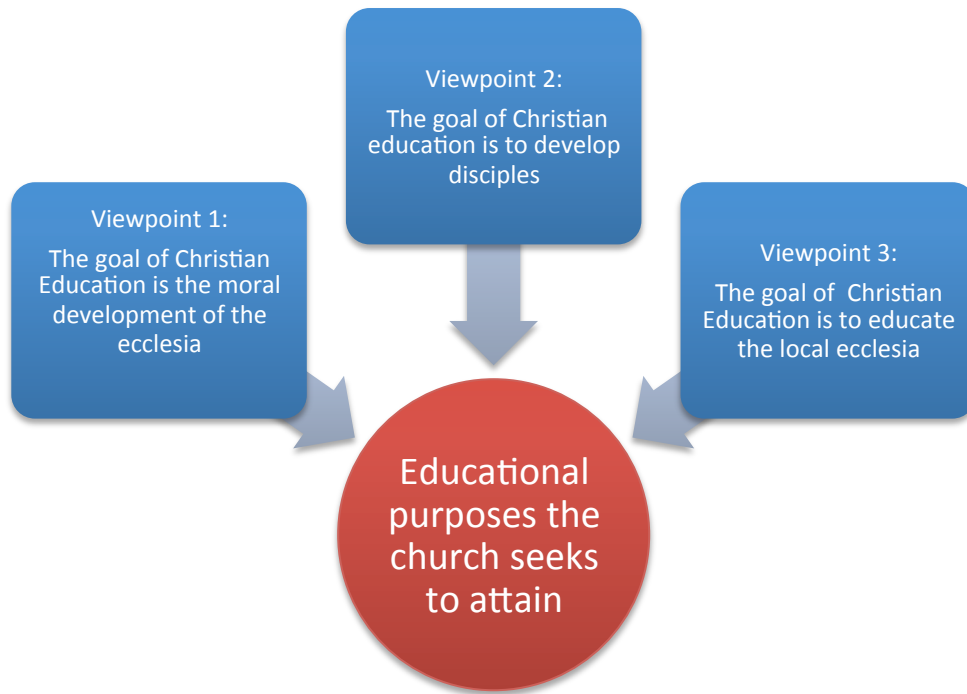 Viewpoint 1:
The goal of Christian
Education is the moral
development of the
ecclesia
Viewpoint 2:
The goal of Christian
education is to develop
disciples
Viewpoint 3:
The goal of  Christian
Education is to educate
the local ecclesia
Educational
purposes the
church seeks
to attain